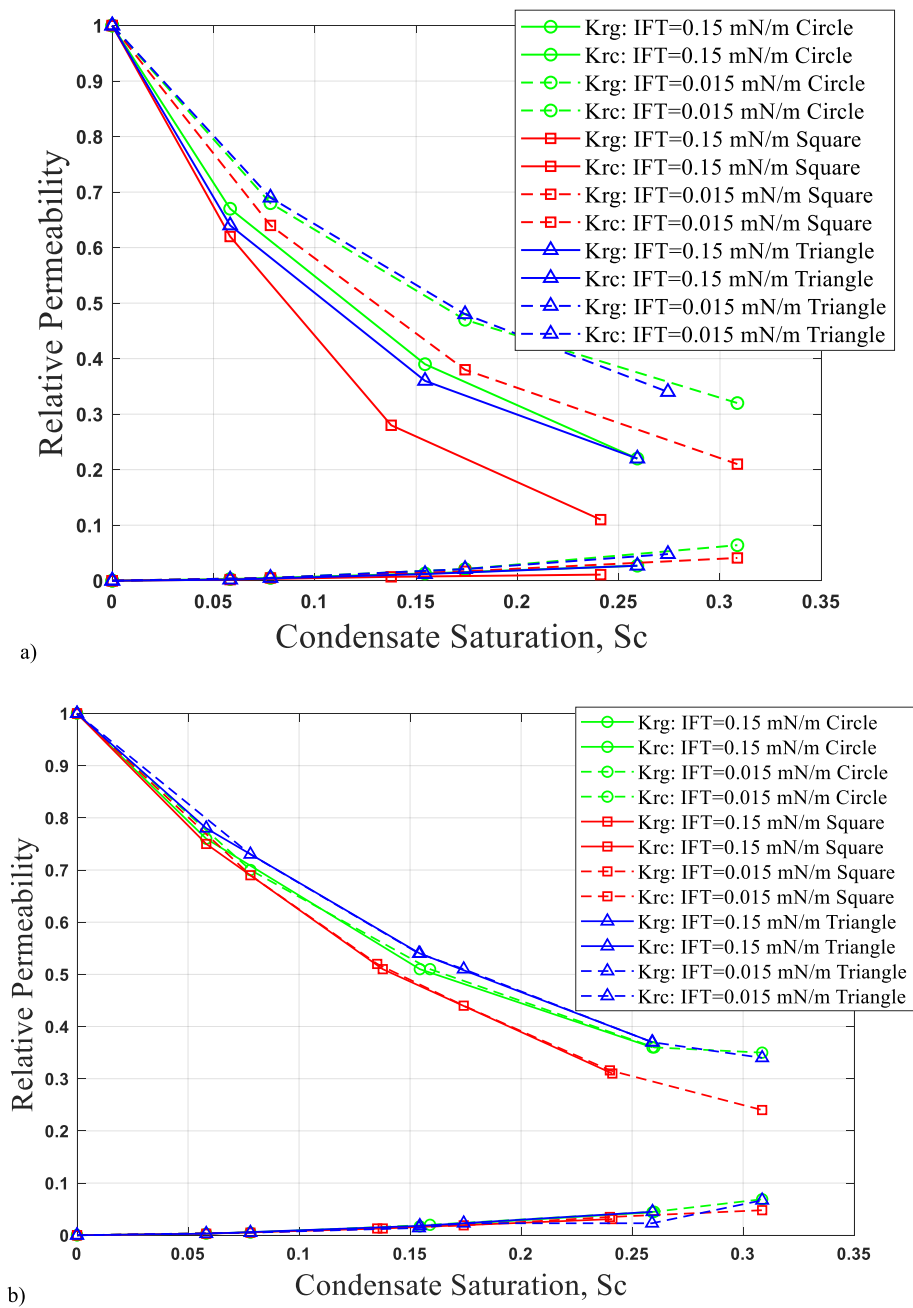 Krg: IFT=0.15 mN/m Circle
Krc: IFT=0.15 mN/m Circle
Krg: IFT=0.015 mN/m Circle
Krc: IFT=0.015 mN/m Circle
Krg: IFT=0.15 mN/m Square
Krc: IFT=0.15 mN/m Square
Krg: IFT=0.015 mN/m Square
Krc: IFT=0.015 mN/m Square
Krg: IFT=0.15 mN/m Triangle
Krc: IFT=0.15 mN/m Triangle
Krg: IFT=0.015 mN/m Triangle
Krc: IFT=0.015 mN/m Triangle
Relative Permeability
1
0.9
0.8
0.7
0.6
0.5
0.4
0.3
0.2
0.1
0
0 0.05 0.1 0.15 0.2 0.25 0.3 0.35
Condensate Saturation, Sc
a)
Krg: IFT=0.15 mN/m Circle
Krc: IFT=0.15 mN/m Circle
Krg: IFT=0.015 mN/m Circle
Krc: IFT=0.015 mN/m Circle
Krg: IFT=0.15 mN/m Square
Krc: IFT=0.15 mN/m Square
Krg: IFT=0.015 mN/m Square
Krc: IFT=0.015 mN/m Square
Krg: IFT=0.15 mN/m Triangle
Krc: IFT=0.15 mN/m Triangle
Krg: IFT=0.015 mN/m Triangle
Krc: IFT=0.015 mN/m Triangle
Relative Permeability
1
0.9
0.8
0.7
0.6
0.5
0.4
0.3
0.2
0.1
0
0 0.05 0.1 0.15 0.2 0.25 0.3 0.35
Condensate Saturation, Sc
b)